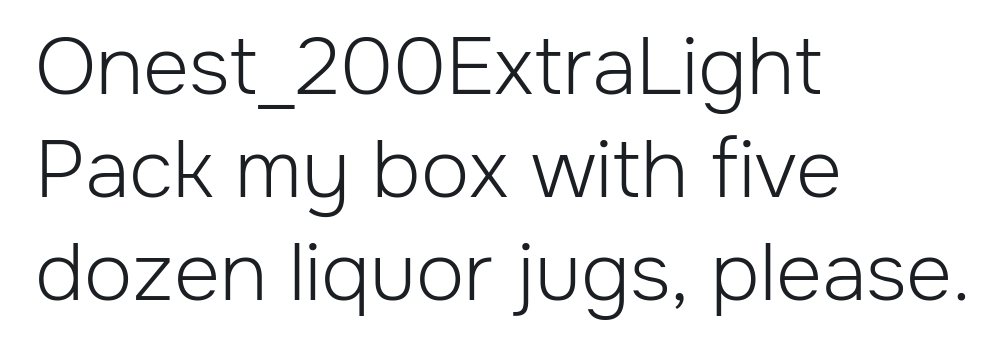 Onest_200ExtraLight
Pack my box with five
dozen liquor jugs, please.